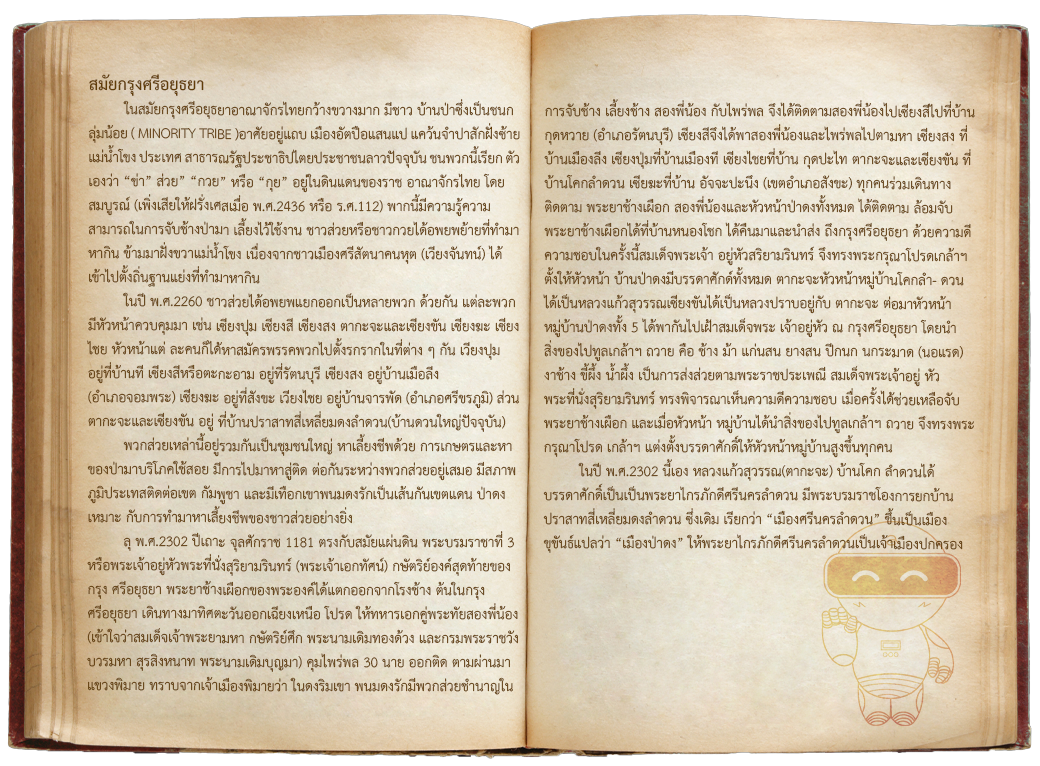 สมัยกรุงศรีอยุธยา
ในสมัยกรุงศรีอยุธยาอาณาจักรไทยกว้างขวางมาก มีชาว บ้านป่าซึ่งเป็นชนก
ลุ่มน้อย ( MINORITY TRIBE )อาศัยอยู่แถบ เมืองอัตปือแสนแป แคว้นจำปาสักฝั่งซ้าย
แม่น้ำโขง ประเทศ สาธารณรัฐประชาธิปไตยประชาชนลาวปัจจุบัน ชนพวกนี้เรียก ตัว
เองว่า “ข่า” ส่วย” “กวย” หรือ “กุย” อยู่ในดินแดนของราช อาณาจักรไทย โดย
สมบูรณ์ (เพิ่งเสียให้ฝรั่งเศสเมื่อ พ.ศ.2436 หรือ ร.ศ.112) พากนี้มีความรู้ความ
สามารถในการจับช้างป่ามา เลี้ยงไว้ใช้งาน ชาวส่วยหรือชาวกวยได้อพยพย้ายที่ทำมา
หากิน ข้ามมาฝั่งขวาแม่น้ำโขง เนื่องจากชาวเมืองศรีสัตนาคนหุต (เวียงจันทน์) ได้
เข้าไปตั้งถิ่นฐานแย่งที่ทำมาหากิน
ในปี พ.ศ.2260 ชาวส่วยได้อพยพแยกออกเป็นหลายพวก ด้วยกัน แต่ละพวก
มีหัวหน้าควบคุมมา เช่น เซียงปุม เซียงสี เซียงสง ตากะจะและเซียงขัน เซียงฆะ เซียง
ไชย หัวหน้าแต่ ละคนก็ได้หาสมัครพรรคพวกไปตั้งรกรากในที่ต่าง ๆ กัน เวียงปุม
อยู่ที่บ้านที เซียงสีหรือตะกะอาม อยู่ที่รัตนบุรี เซียงสง อยู่บ้านเมือลีง
(อำเภอจอมพระ) เซียงฆะ อยู่ที่สังขะ เวียงไชย อยู่บ้านจารพัด (อำเภอศรีขรภูมิ) ส่วน
ตากะจะและเซียงขัน อยู่ ที่บ้านปราสาทสี่เหลี่ยมดงลำดวน(บ้านดวนใหญ่ปัจจุบัน)
พวกส่วยเหล่านี้อยู่รวมกันเป็นชุมชนใหญ่ หาเลี้ยงชีพด้วย การเกษตรและหา
ของป่ามาบริโภคใช้สอย มีการไปมาหาสู่ติด ต่อกันระหว่างพวกส่วยอยู่เสมอ มีสภาพ
ภูมิประเทศติดต่อเขต กัมพูชา และมีเทือกเขาพนมดงรักเป็นเส้นกันเขตแดน ป่าดง
เหมาะ กับการทำมาหาเลี้ยงชีพของชาวส่วยอย่างยิ่ง
ลุ พ.ศ.2302 ปีเถาะ จุลศักราช 1181 ตรงกับสมัยแผ่นดิน พระบรมราชาที่ 3
หรือพระเจ้าอยู่หัวพระที่นั่งสุริยามรินทร์ (พระเจ้าเอกทัศน์) กษัตริย์องค์สุดท้ายของ
กรุง ศรีอยุธยา พระยาช้างเผือกของพระองค์ได้แตกออกจากโรงช้าง ต้นในกรุง
ศรีอยุธยา เดินทางมาทิศตะวันออกเฉียงเหนือ โปรด ให้ทหารเอกคู่พระทัยสองพี่น้อง
(เข้าใจว่าสมเด็จเจ้าพระยามหา กษัตริย์ศึก พระนามเดิมทองด้วง และกรมพระราชวัง
บวรมหา สุรสิงหนาท พระนามเดิมบุญมา) คุมไพร่พล 30 นาย ออกติด ตามผ่านมา
แขวงพิมาย ทราบจากเจ้าเมืองพิมายว่า ในดงริมเขา พนมดงรักมีพวกส่วยชำนาญใน
การจับช้าง เลี้ยงช้าง สองพี่น้อง กับไพร่พล จึงได้ติดตามสองพี่น้องไปเซียงสีไปที่บ้าน
กุดหวาย (อำเภอรัตนบุรี) เซียงสีจึงได้พาสองพี่น้องและไพร่พลไปตามหา เซียงสง ที่
บ้านเมืองลีง เซียงปุ่มที่บ้านเมืองที เซียงไชยที่บ้าน กุดปะไท ตากะจะและเซียงขัน ที่
บ้านโคกลำดวน เซียฆะที่บ้าน อัจจะปะนึง (เขตอำเภอสังขะ) ทุกคนร่วมเดินทาง
ติดตาม พระยาช้างเผือก สองพี่น้องและหัวหน้าป่าดงทั้งหมด ได้ติดตาม ล้อมจับ
พระยาช้างเผือกได้ที่บ้านหนองโชก ได้คืนมาและนำส่ง ถึงกรุงศรีอยุธยา ด้วยความดี
ความชอบในครั้งนี้สมเด็จพระเจ้า อยู่หัวสริยามรินทร์ จึงทรงพระกรุณาโปรดเกล้าฯ
ตั้งให้หัวหน้า บ้านป่าดงมีบรรดาศักดิ์ทั้งหมด ตากะจะหัวหน้าหมู่บ้านโคกลำ- ดวน
ได้เป็นหลวงแก้วสุวรรณเซียงขันได้เป็นหลวงปราบอยู่กับ ตากะจะ ต่อมาหัวหน้า
หมู่บ้านป่าดงทั้ง 5 ได้พากันไปเฝ้าสมเด็จพระ เจ้าอยู่หัว ณ กรุงศรีอยุธยา โดยนำ
สิ่งของไปทูลเกล้าฯ ถวาย คือ ช้าง ม้า แก่นสน ยางสน ปีกนก นกระมาด (นอแรด)
งาช้าง ขี้ผึ้ง น้ำผึ้ง เป็นการส่งส่วยตามพระราชประเพณี สมเด็จพระเจ้าอยู่ หัว
พระที่นั่งสุริยามรินทร์ ทรงพิจารณาเห็นความดีความชอบ เมื่อครั้งได้ช่วยเหลือจับ
พระยาช้างเผือก และเมื่อหัวหน้า หมู่บ้านได้นำสิ่งของไปทูลเกล้าฯ ถวาย จึงทรงพระ
กรุณาโปรด เกล้าฯ แต่งตั้งบรรดาศักดิ์ให้หัวหน้าหมู่บ้านสูงขึ้นทุกคน
ในปี พ.ศ.2302 นี้เอง หลวงแก้วสุวรรณ(ตากะจะ) บ้านโคก ลำดวนได้
บรรดาศักดิ์เป็นเป็นพระยาไกรภักดีศรีนครลำดวน มีพระบรมราชโองการยกบ้าน
ปราสาทสี่เหลี่ยมดงลำดวน ซึ่งเดิม เรียกว่า “เมืองศรีนครลำดวน” ขึ้นเป็นเมือง
ขุขันธ์แปลว่า “เมืองป่าดง” ให้พระยาไกรภักดีศรีนครลำดวนเป็นเจ้าเมืองปกครอง